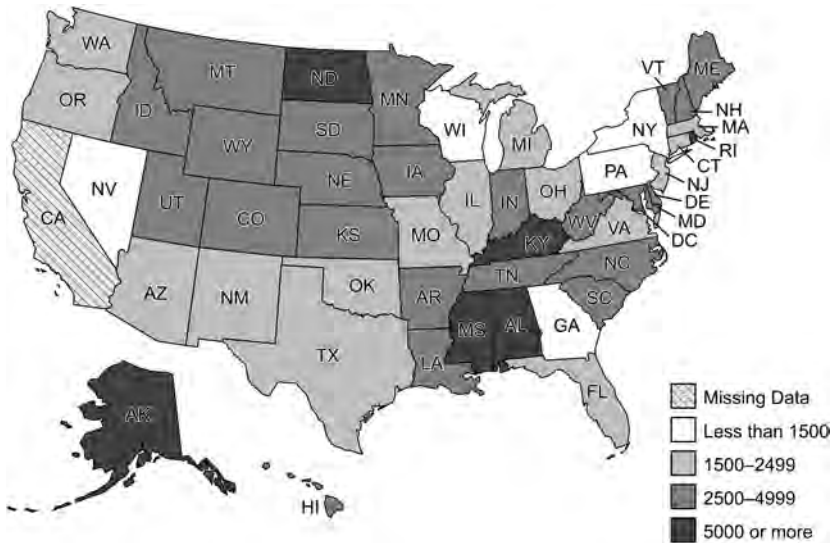 WA
MT
ND
MN
VT
ME
OR
ID
SD
WI
NY
NH
MA
WY
MI
RI
IA
PA
CT
NV
NE
NJ
CA
UT
CO
IL
IN
OH
DE
WV
MD
KS
MO
KY
VA
DC
AZ
NM
OK
TN
NC
AR
SC
TX
MS
AL
GA
LA
FL
AK
HI
Missing Data
Less than 1500
1500–2499
2500–4999
5000 or more